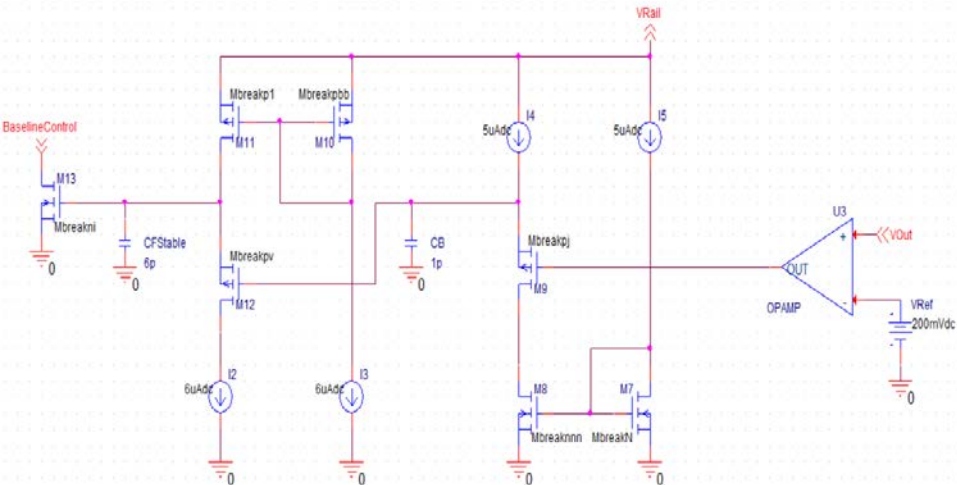 VRail
Mbreakp1
Mbreakpbb
I4
I5
5uAdc
5uAdc
BaselineControl
M11
M10
M13
U3
Mbreakni
CFStable
6p
0
0
Mbreakpv
M12
CB
1p
0
Mbreakpj
M9
+
VOut
OUT
OPAMP
-
VRef
200mVdc
-
0
I2
6uAdc
I3
6uAdc
M8
M7
Mbreaknnn
MbreakN
0
0
0
0